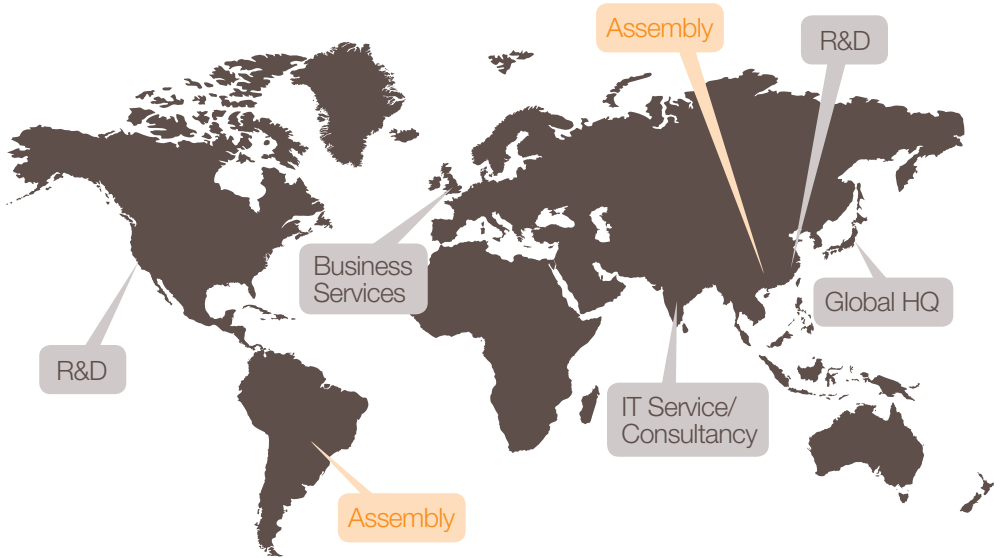 Assembly
R&D
Business
Services
Global HQ
R&D
IT Service/
Consultancy
Assembly